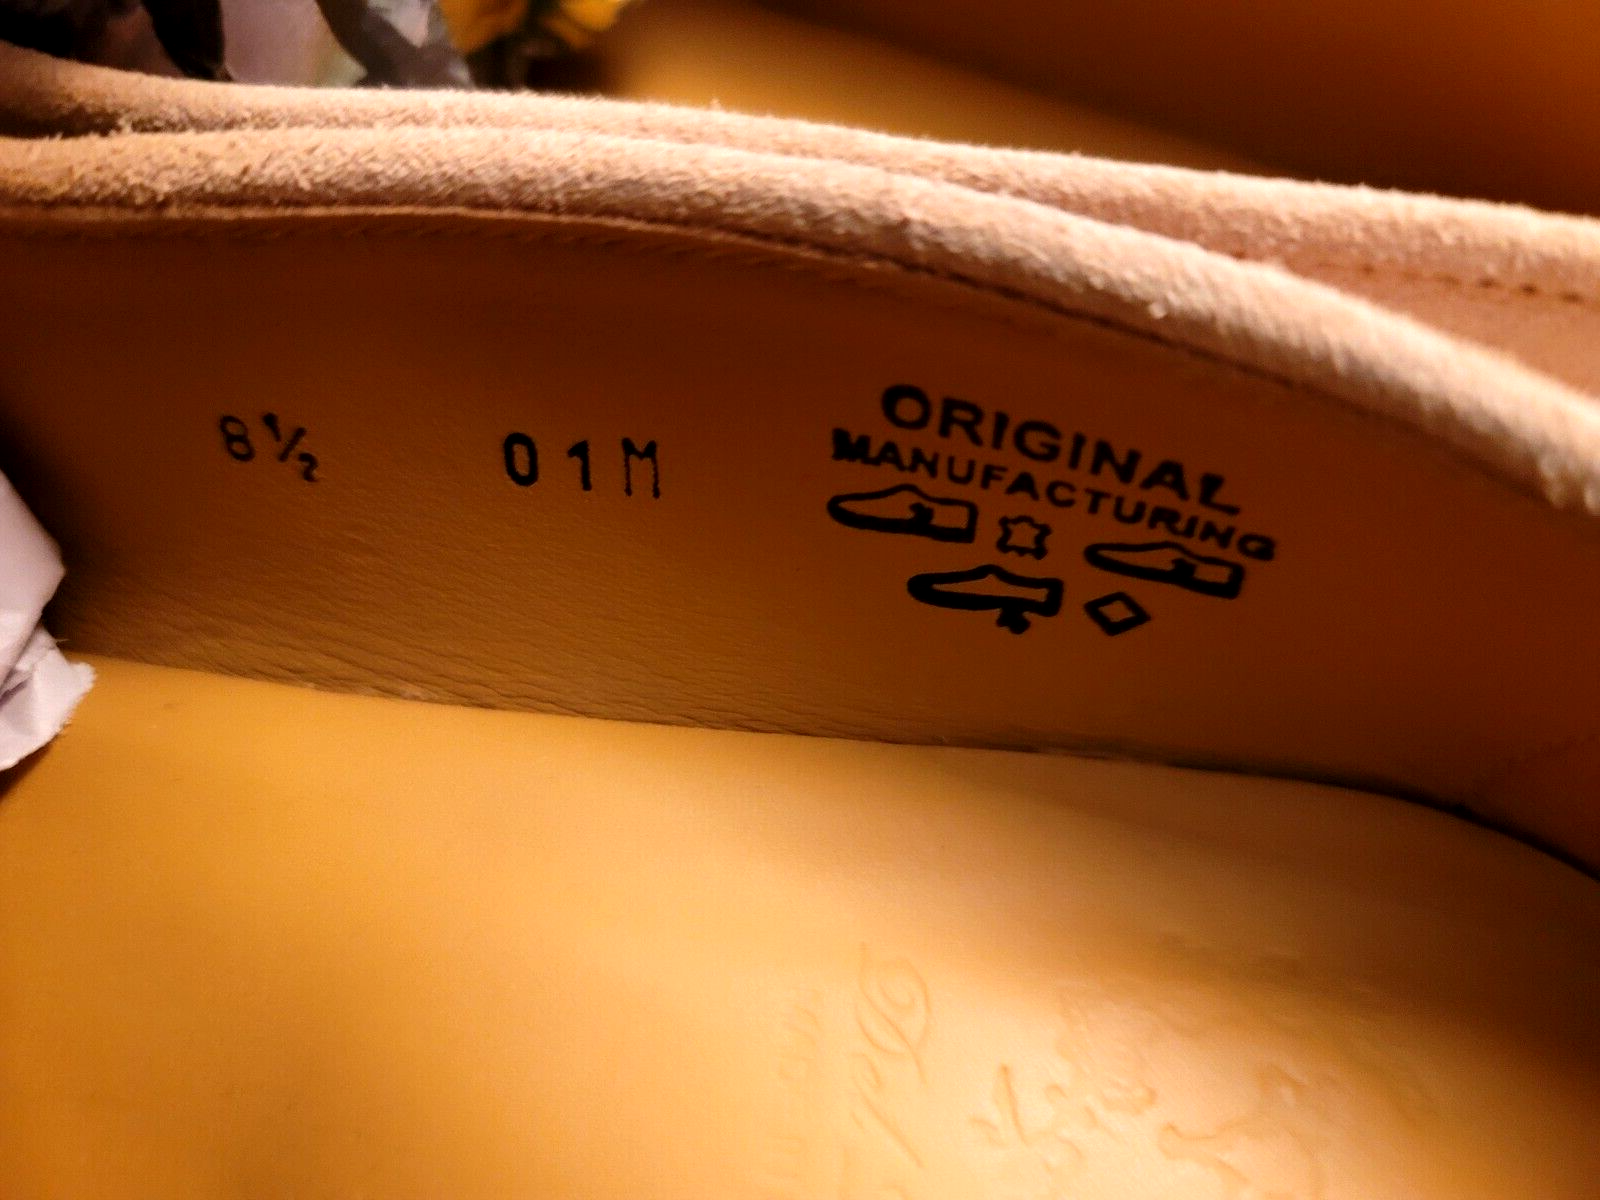 8½ 01M
ORIGINAL
MANUFACTURING